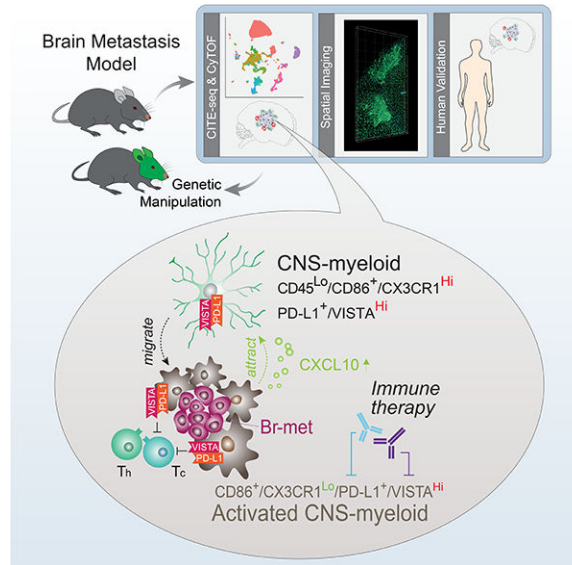 Brain Metastasis
Model
CITE-seq & CyTOF
Spatial Imaging
Human Validation
Genetic
Manipulation
CNS-myeloid
CD45Lo/CD86+/CX3CR1Hi
PD-L1+/VISTAHi
VISTA
PD-L1
migrate
attract
CXCL10
VISTA
PD-L1
Br-met
Immune
therapy
VISTA
PD-L1
Th
Tc
CD86+/CX3CR1Lo/PD-L1+/VISTAHi
Activated CNS-myeloid